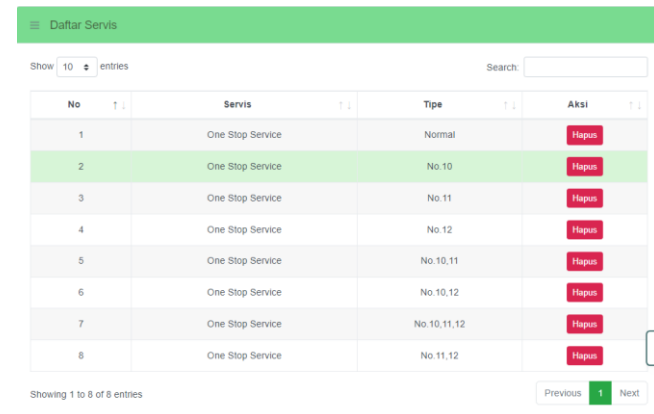 Daftar Servis
Show 10 entries
Search:
No Servis Tipe Aksi
1 One Stop Service Normal Hapus
2 One Stop Service No.10 Hapus
3 One Stop Service No.11 Hapus
4 One Stop Service No.12 Hapus
5 One Stop Service No.10,11 Hapus
6 One Stop Service No.10,12 Hapus
7 One Stop Service No.10,11,12 Hapus
8 One Stop Service No.11,12 Hapus
Showing 1 to 8 of 8 entries
Previous 1 Next